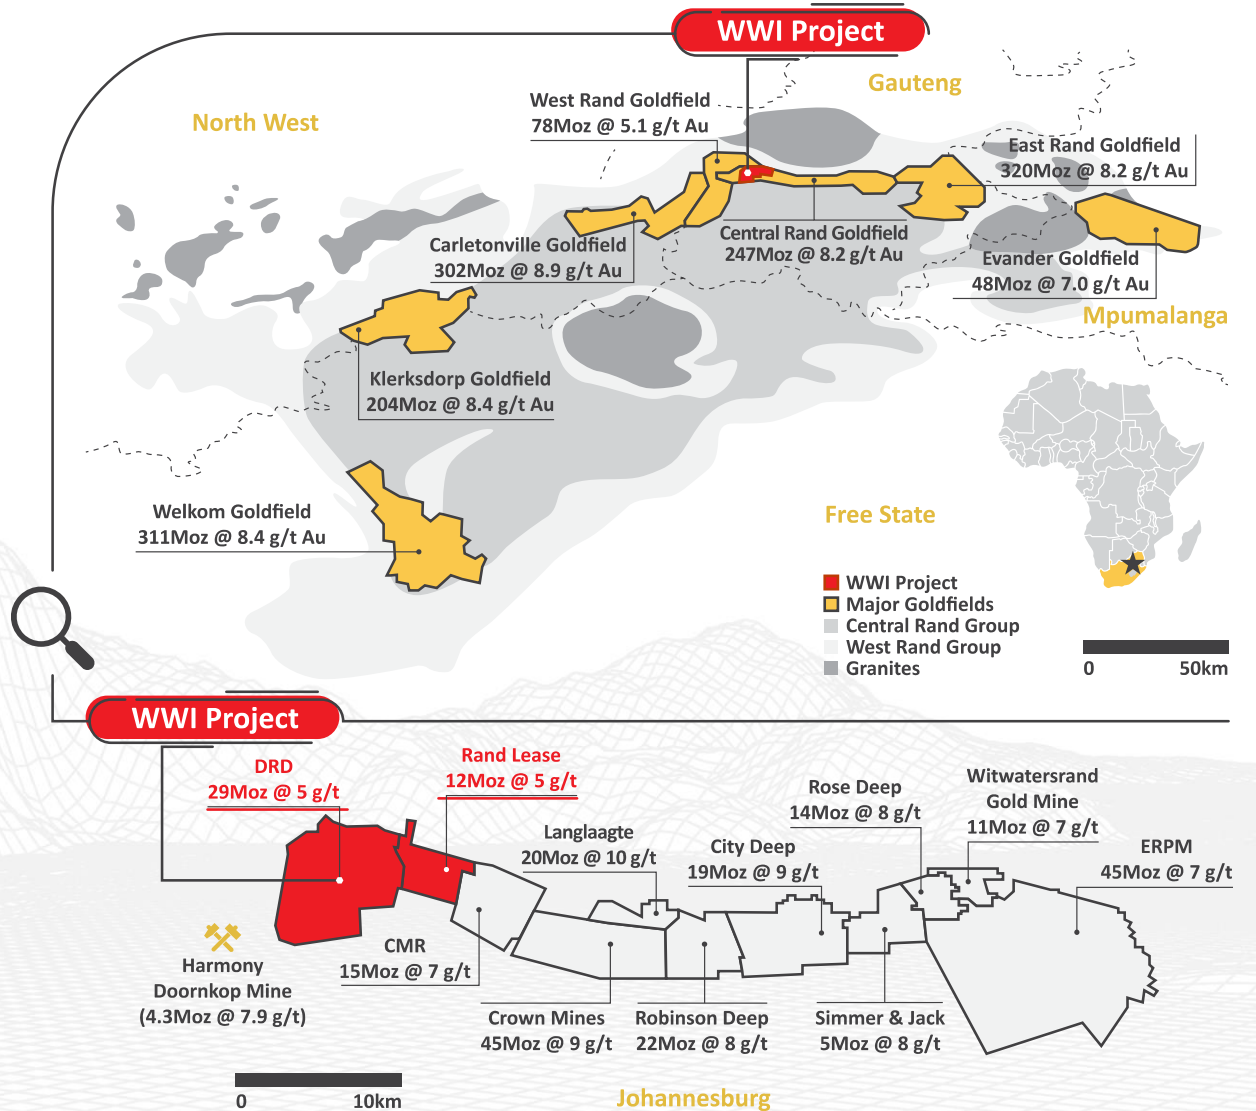 WWI Project
Gauteng
North West
West Rand Goldfield
78Moz @ 5.1 g/t Au
East Rand Goldfield
320Moz @ 8.2 g/t Au
Carletonville Goldfield
302Moz @ 8.9 g/t Au
Central Rand Goldfield
247Moz @ 8.2 g/t Au
Evander Goldfield
48Moz @ 7.0 g/t Au
Mpumalanga
Klerksdorp Goldfield
204Moz @ 8.4 g/t Au
Welkom Goldfield
311Moz @ 8.4 g/t Au
Free State
WWI Project
Major Goldfields
Central Rand Group
West Rand Group
Granites
0 50km
WWI Project
DRD
29Moz @ 5 g/t
Rand Lease
12Moz @ 5 g/t
Langlaagte
20Moz @ 10 g/t
City Deep
19Moz @ 9 g/t
Rose Deep
14Moz @ 8 g/t
Witwatersrand
Gold Mine
11Moz @ 7 g/t
ERPM
45Moz @ 7 g/t
Harmony
Doornkop Mine
(4.3Moz @ 7.9 g/t)
CMR
15Moz @ 7 g/t
Crown Mines
45Moz @ 9 g/t
Robinson Deep
22Moz @ 8 g/t
Simmer & Jack
5Moz @ 8 g/t
0 10km
Johannesburg